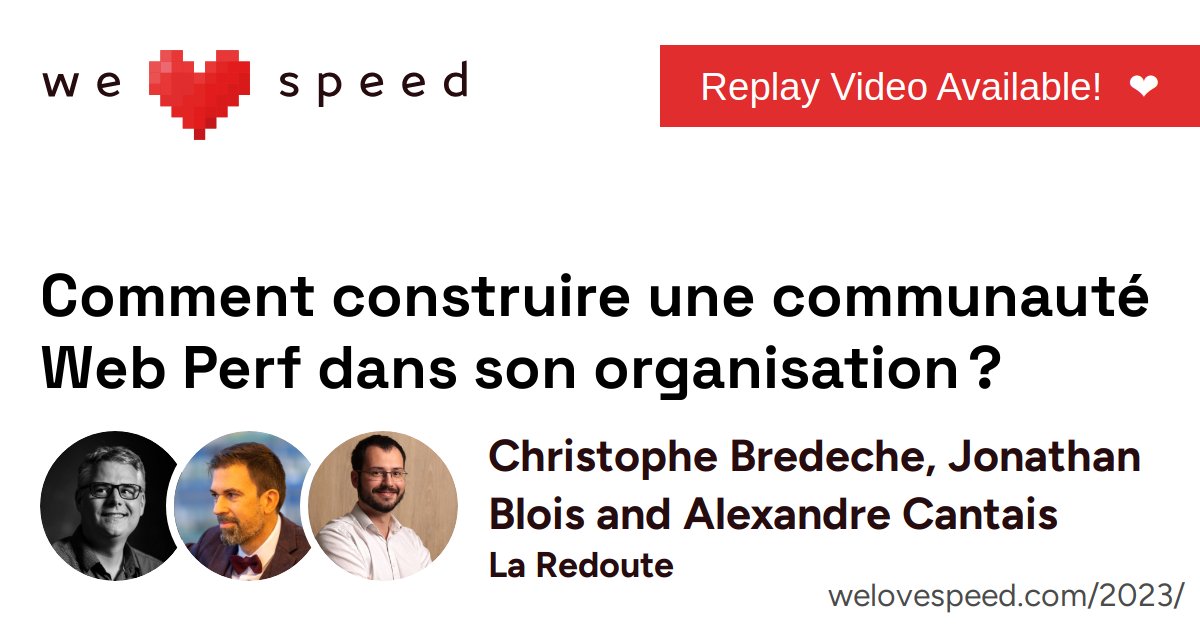 we speed
Replay Video Available! ❤
Comment construire une communauté
Web Perf dans son organisation ?
Christophe Bredeche, Jonathan
Blois and Alexandre Cantais
La Redoute
welovespeed.com/2023/